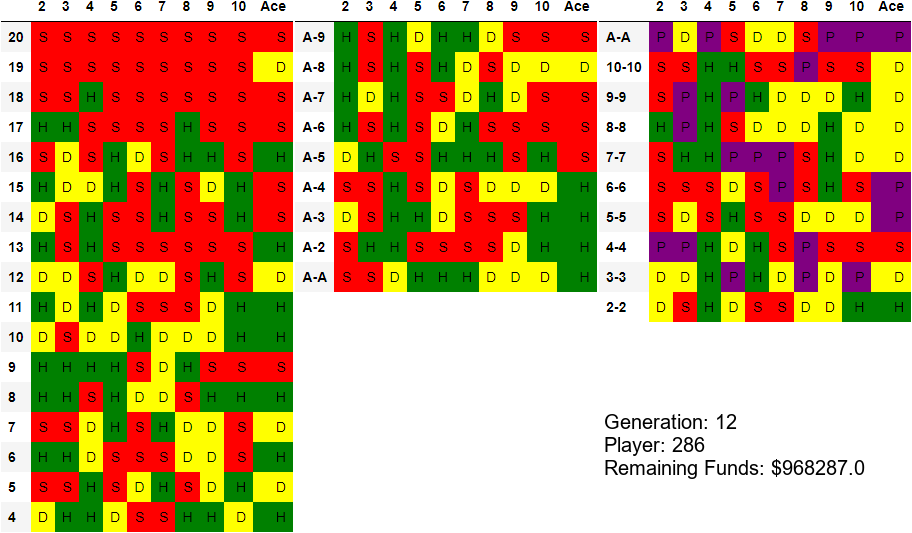 2 3 4 5 6 7 8 9 10 Ace
20 S S S S S S S S S S
19 S S S S S S S S S D
18 S S H S S S S S S S
17 H H S S S S H S S S
16 S D S H D S H H S H
15 H D D H S H S D H S
14 D S H S S H S S H S
13 H S H S S S S S S H
12 D D S H D D S H S D
11 H D H D S S S D H H
10 D S D D H D D D H H
9 H H H H S D H S S S
8 H H S H D D S H H H
7 S S D H S H D D S D
6 H H D S S S D D S H
5 S S H S D H S D H D
4 D H H D S S H H D H
2 3 4 5 6 7 8 9 10 Ace
A-9 H S H D H H D S S S
A-8 H S H S H D S D D D
A-7 H D H S S D H D S S
A-6 H S H S D H S S S S
A-5 D H S S H H H S H S
A-4 S S H S D S D D D H
A-3 D S H H D S S S H H
A-2 S H H S S S S D H H
A-A S S D H H H D D D H
2 3 4 5 6 7 8 9 10 Ace
A-A P D P S D D S P P P
10-10 S S H H S S P S S D
9-9 S P H P H D D D H D
8-8 H P H S D D D H D D
7-7 S H H P P P S H D D
6-6 S S S D S P S H S P
5-5 S D S H S S D D D P
4-4 P P H D H S P S S S
3-3 D D H P H D P D P D
2-2 D S H D S S D D H H
Generation: 12
Player: 286
Remaining Funds: $968287.0